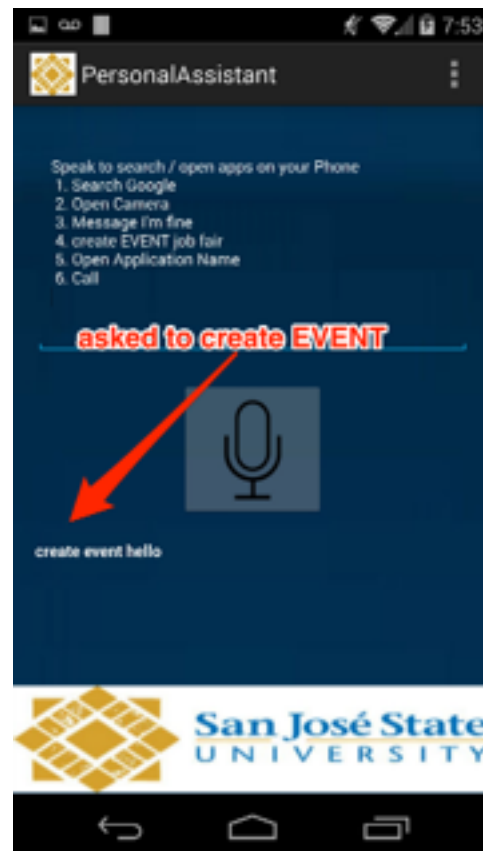 7:53
PersonalAssistant
Speak to search / open apps on your Phone
1. Search Google
2. Open Camera
3. Message I'm fine
4. create EVENT job fair
5. Open Application Name
6. Call
asked to create EVENT
create event hello
San José State
UNIVERSITY